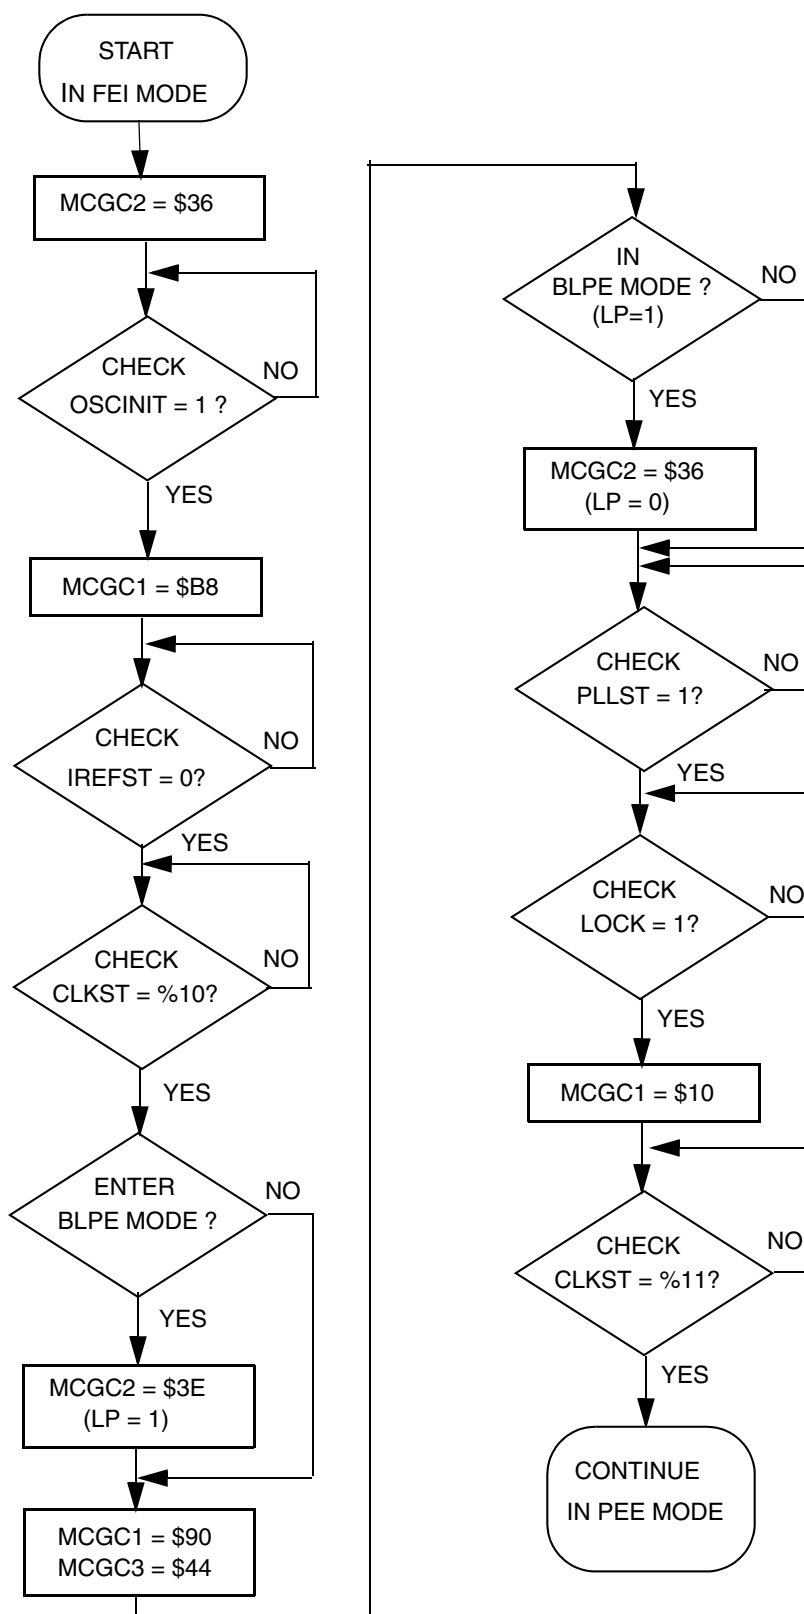 START
IN FEI MODE
MCGC2 = $36
CHECK
OSCINIT = 1 ?
NO
YES
MCGC1 = $B8
CHECK
IREFST = 0?
NO
YES
CHECK
CLKST = %10?
NO
YES
ENTER
BLPE MODE ?
NO
YES
MCGC2 = $3E
(LP = 1)
MCGC1 = $90
MCGC3 = $44
IN
BLPE MODE ?
(LP=1)
NO
YES
MCGC2 = $36
(LP = 0)
CHECK
PLLST = 1?
NO
YES
CHECK
LOCK = 1?
NO
YES
MCGC1 = $10
CHECK
CLKST = %11?
NO
YES
CONTINUE
IN PEE MODE